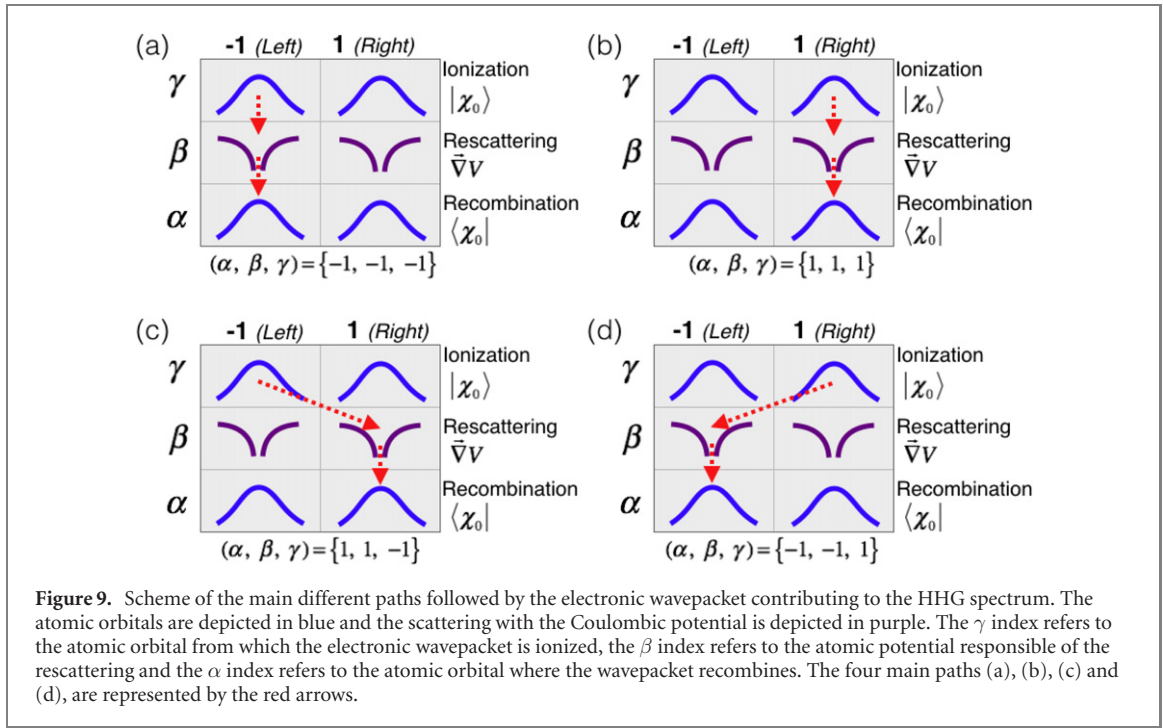 (a) -1 (Left) 1 (Right)
γ Ionization
|χ₀⟩
β Rescattering
∇⃗V
α Recombination
⟨χ₀|
(α, β, γ)={-1, -1, -1}
(b) -1 (Left) 1 (Right)
γ Ionization
|χ₀⟩
β Rescattering
∇⃗V
α Recombination
⟨χ₀|
(α, β, γ)={1, 1, 1}
(c) -1 (Left) 1 (Right)
γ Ionization
|χ₀⟩
β Rescattering
∇⃗V
α Recombination
⟨χ₀|
(α, β, γ)={1, 1, -1}
(d) -1 (Left) 1 (Right)
γ Ionization
|χ₀⟩
β Rescattering
∇⃗V
α Recombination
⟨χ₀|
(α, β, γ)={-1, -1, 1}
Figure 9. Scheme of the main different paths followed by the electronic wavepacket contributing to the HHG spectrum. The
atomic orbitals are depicted in blue and the scattering with the Coulombic potential is depicted in purple. The γ index refers to
the atomic orbital from which the electronic wavepacket is ionized, the β index refers to the atomic potential responsible of the
rescattering and the α index refers to the atomic orbital where the wavepacket recombines. The four main paths (a), (b), (c) and
(d), are represented by the red arrows.